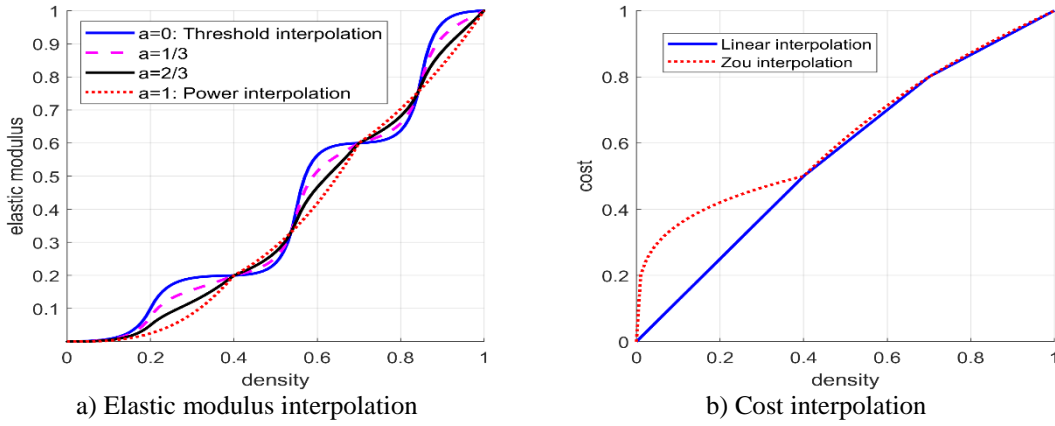 a=0: Threshold interpolation
a=1/3
a=2/3
a=1: Power interpolation
elastic modulus
1
0.9
0.8
0.7
0.6
0.5
0.4
0.3
0.2
0.1
0
0.2
0.4
0.6
0.8
1
density
a) Elastic modulus interpolation
Linear interpolation
Zou interpolation
cost
1
0.8
0.6
0.4
0.2
0
0
0.2
0.4
0.6
0.8
1
density
b) Cost interpolation